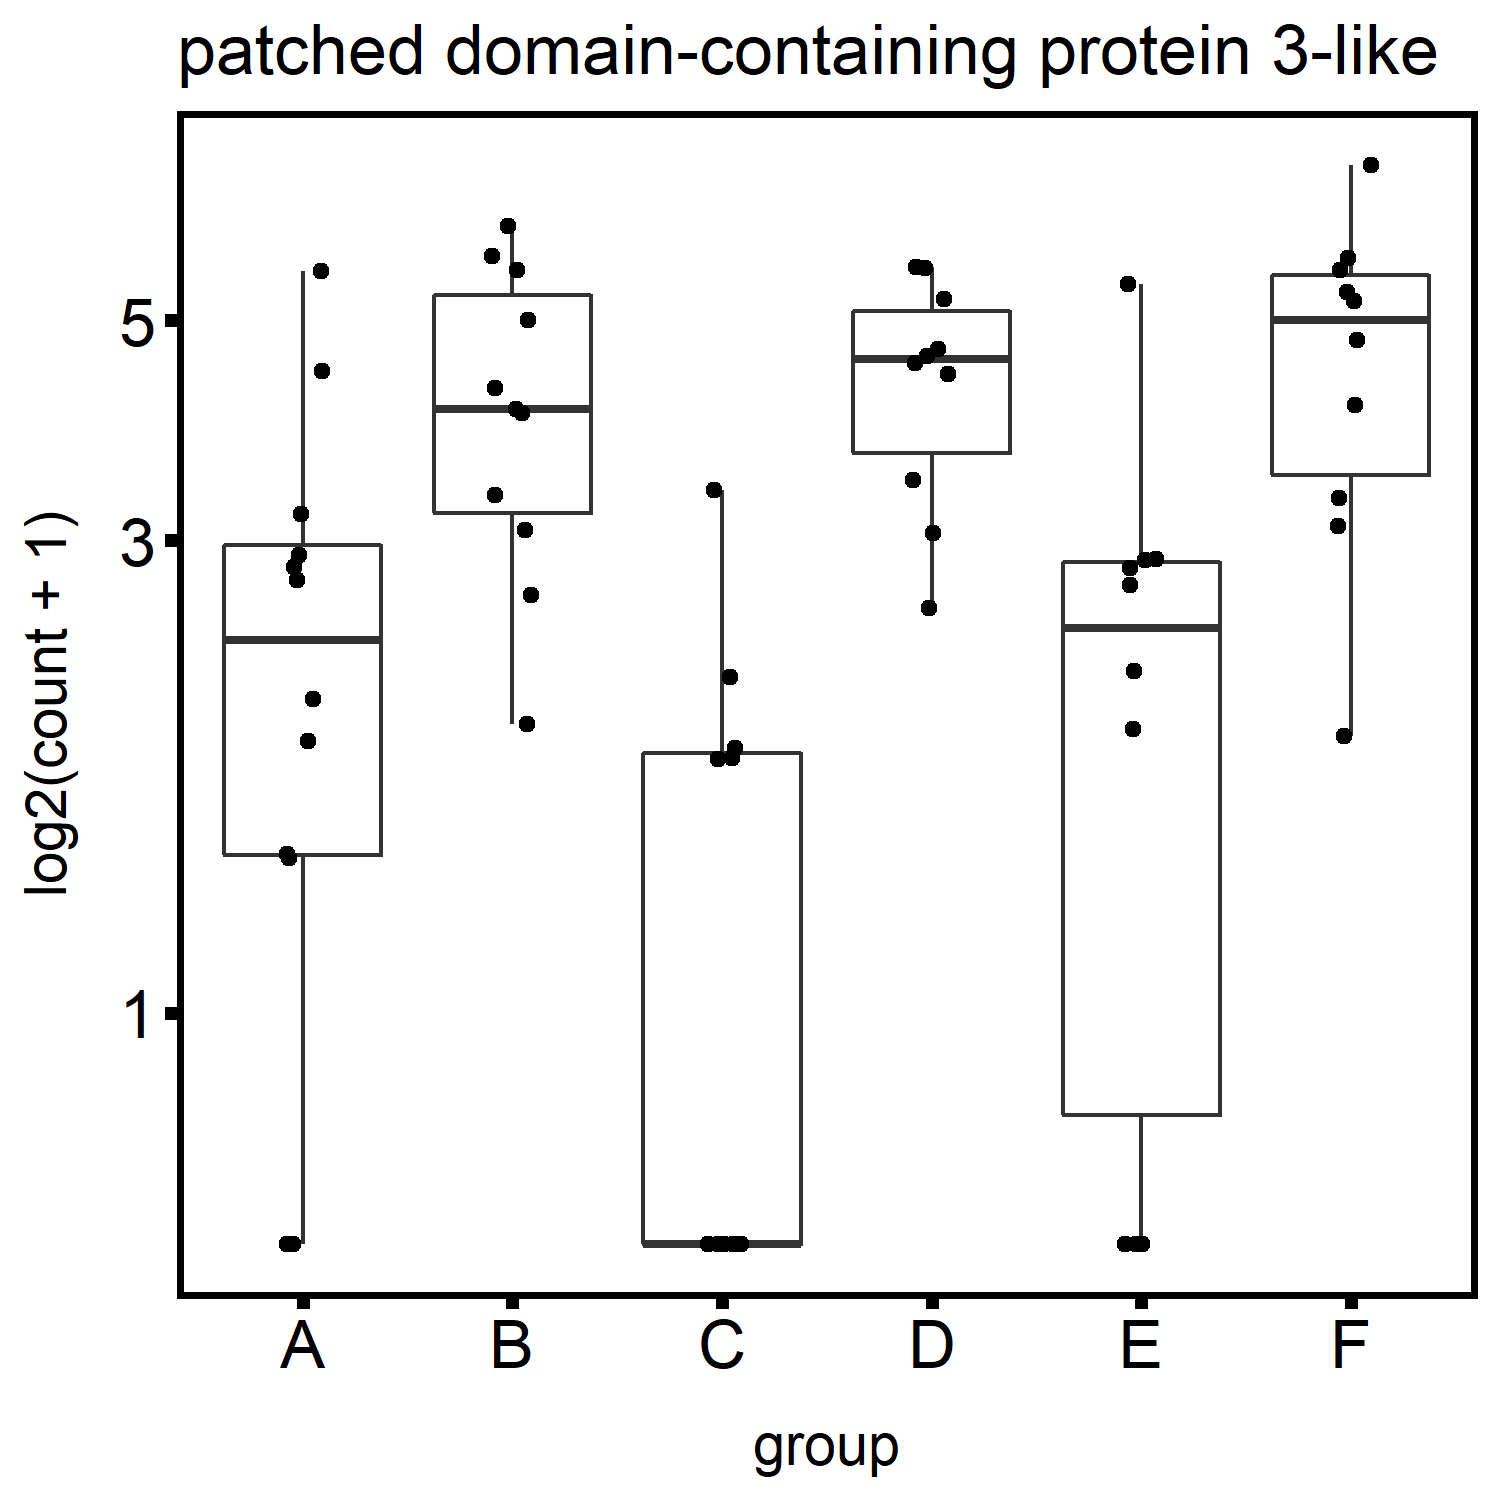 patched domain-containing protein 3-like
log2(count + 1)
5
3
1
A B C D E F
group